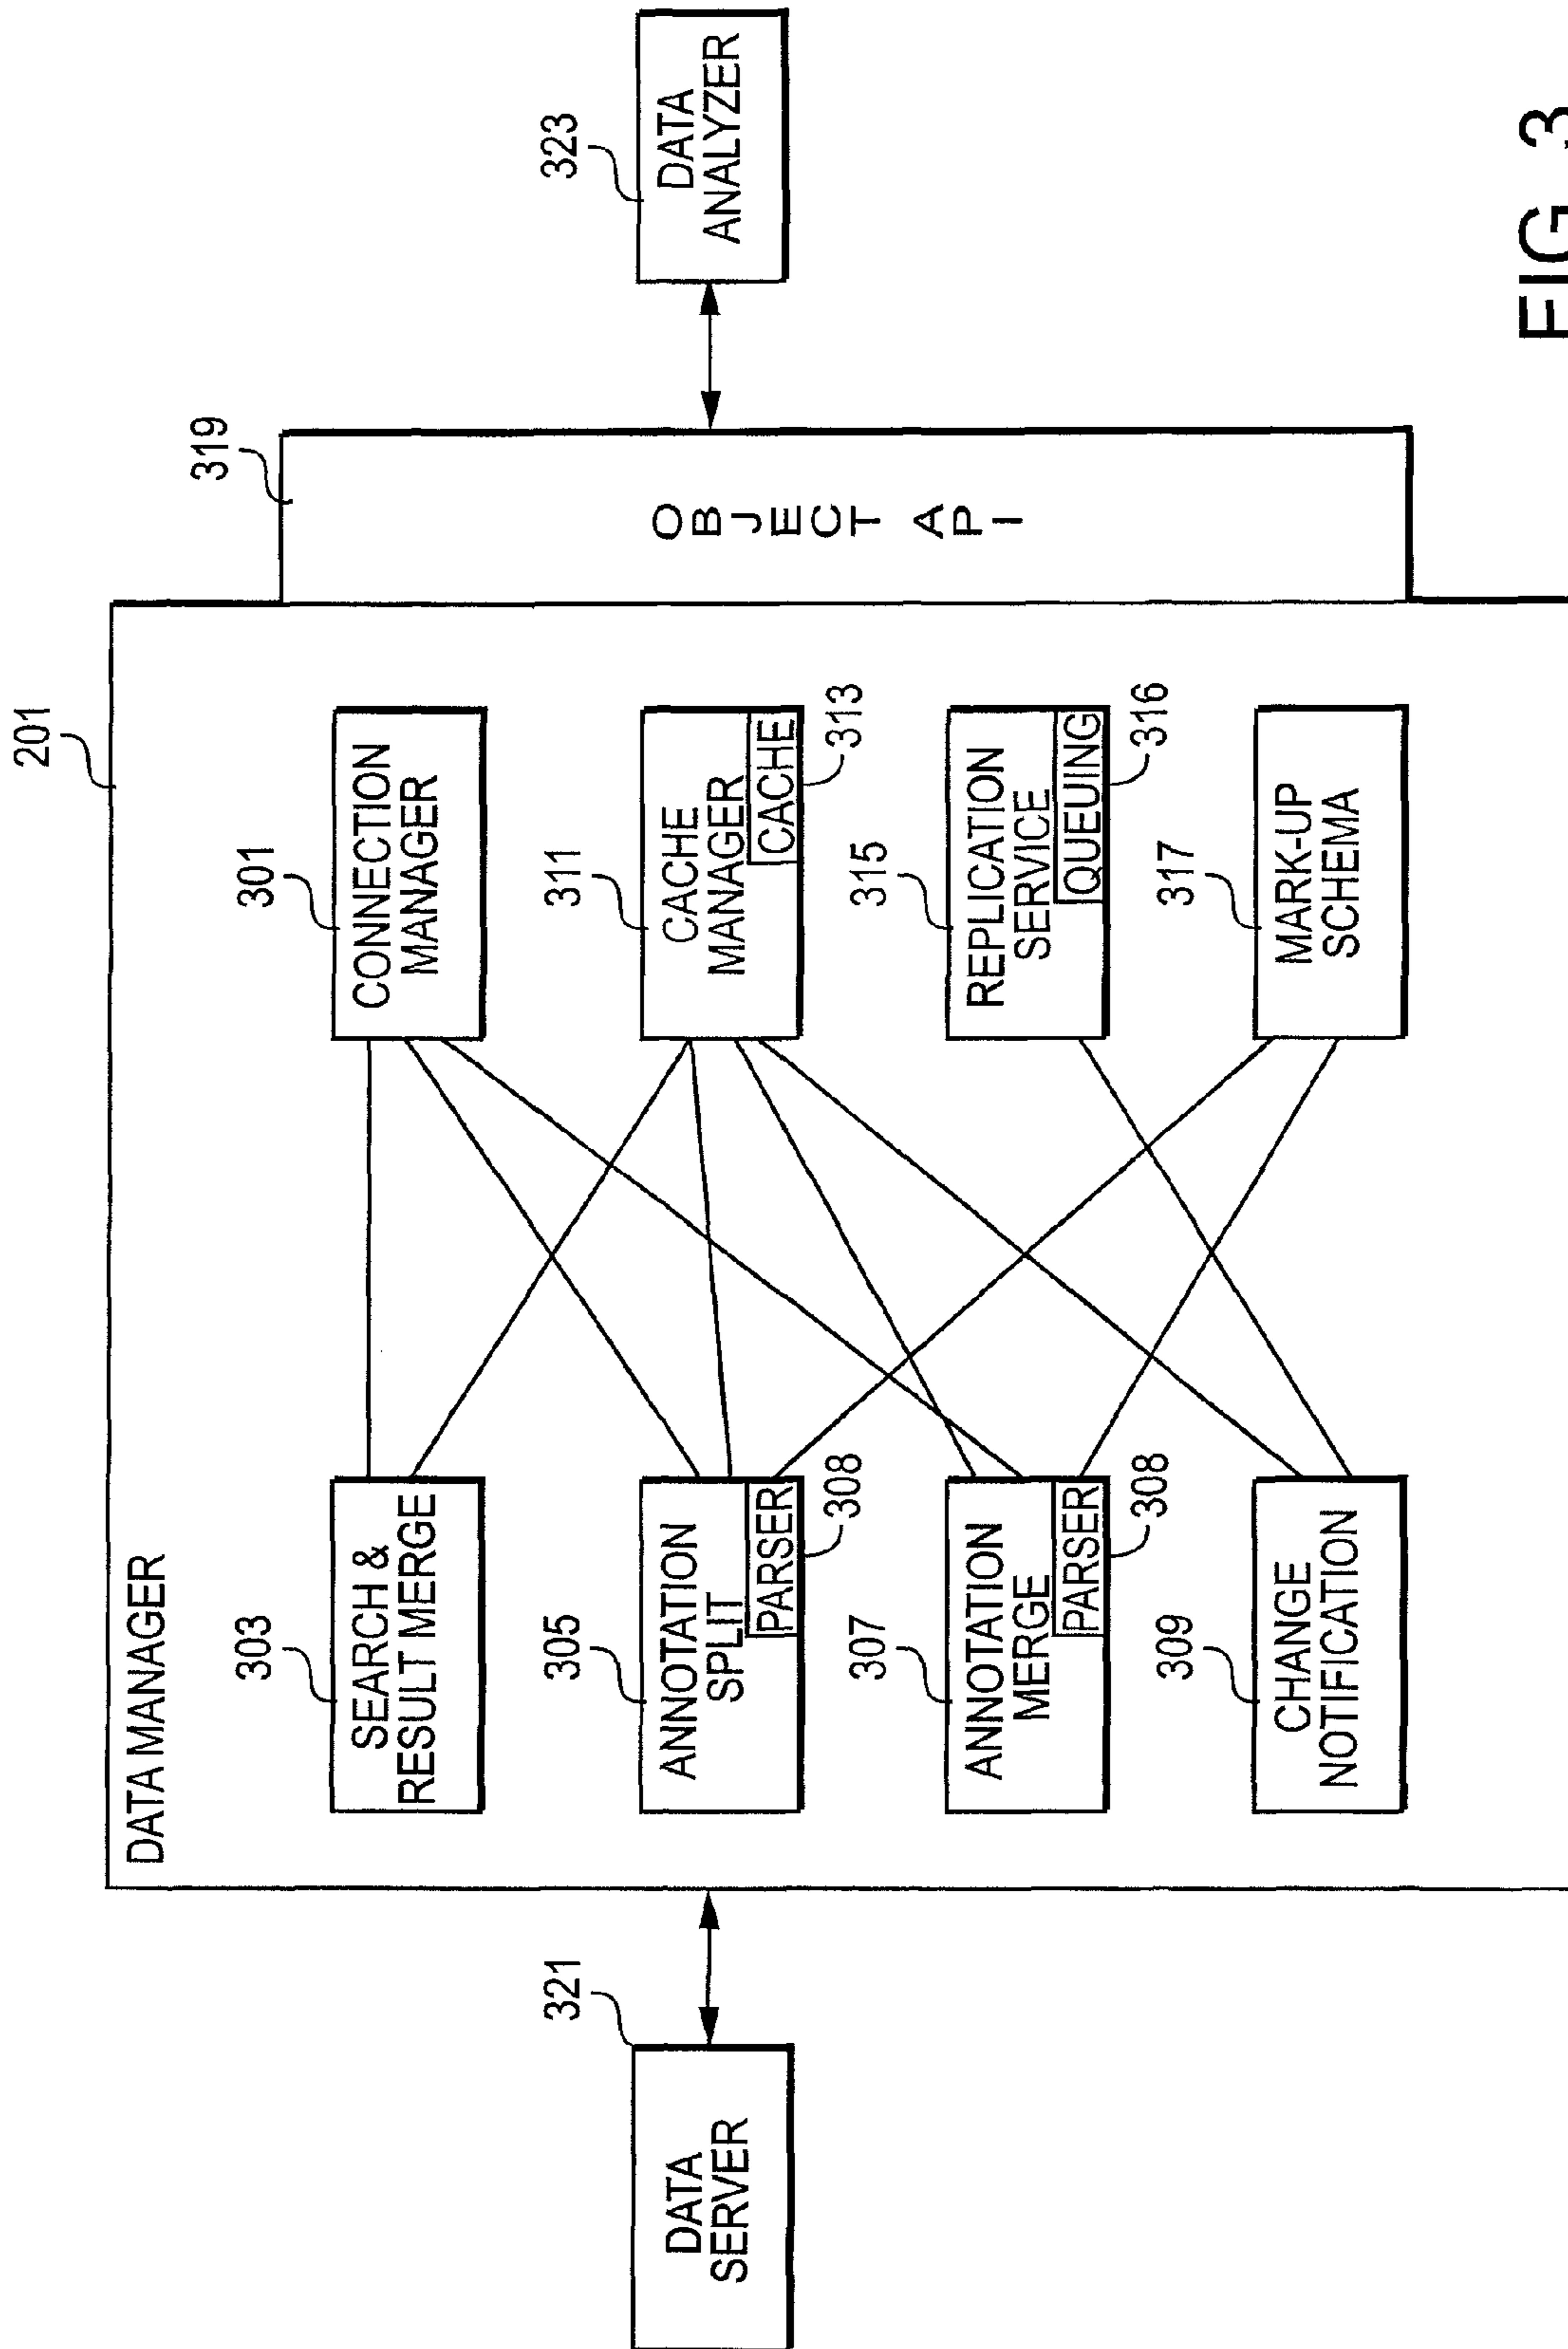 201
DATA MANAGER
303
SEARCH &
RESULT MERGE
301
CONNECTION
MANAGER
319
OBJECT API
321
DATA
SERVER
305
ANNOTATION
SPLIT
PARSER
308
311
CACHE
MANAGER
CACHE
313
323
DATA
ANALYZER
307
ANNOTATION
MERGE
PARSER
308
315
REPLICATION
SERVICE
QUEUING
316
309
CHANGE
NOTIFICATION
317
MARK-UP
SCHEMA
FIG. 3